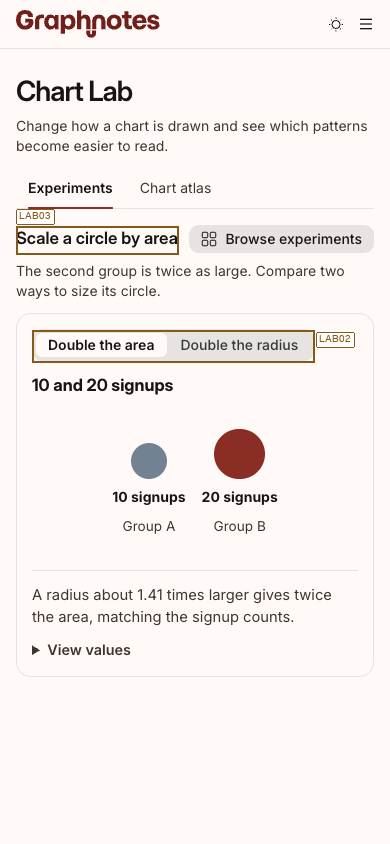 Graphnotes
Chart Lab
Change how a chart is drawn and see which patterns
become easier to read.
Experiments
Chart atlas
LAB03
Scale a circle by area
Browse experiments
The second group is twice as large. Compare two
ways to size its circle.
Double the area
Double the radius
LAB02
10 and 20 signups
10 signups
20 signups
Group A
Group B
A radius about 1.41 times larger gives twice
the area, matching the signup counts.
View values